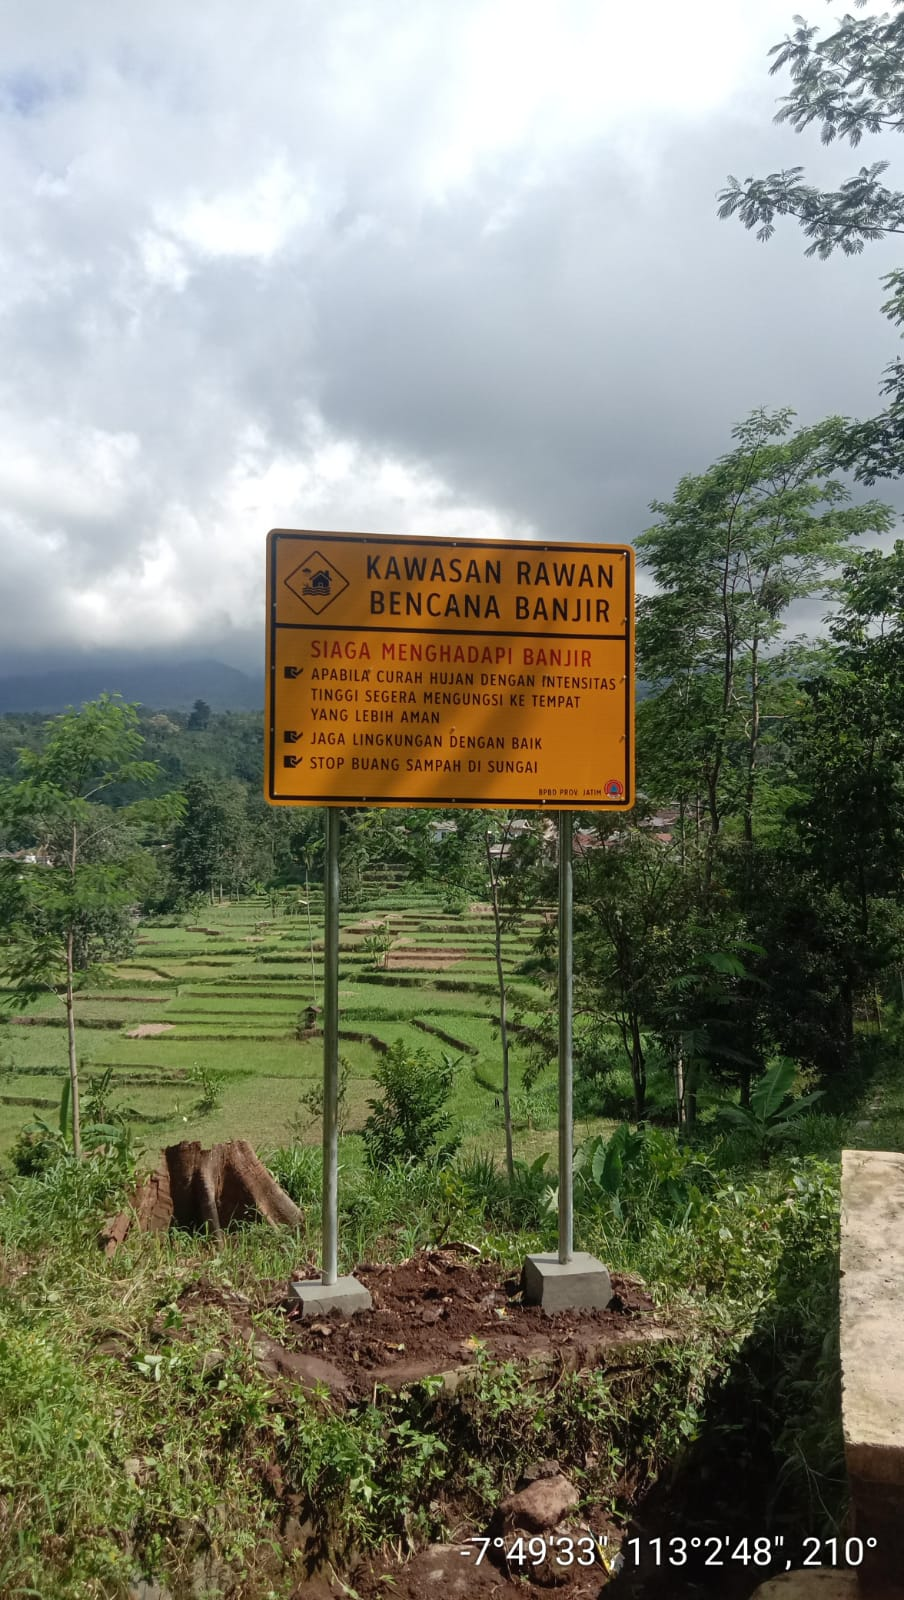 KAWASAN RAWAN
BENCANA BANJIR
SIAGA MENGHADAPI BANJIR
APABILA CURAH HUJAN DENGAN INTENSITAS
TINGGI SEGERA MENGUNGSI KE TEMPAT
YANG LEBIH AMAN
JAGA LINGKUNGAN DENGAN BAIK
STOP BUANG SAMPAH DI SUNGAI
BPBD PROV. JATIM
-7°49'33", 113°2'48", 210°